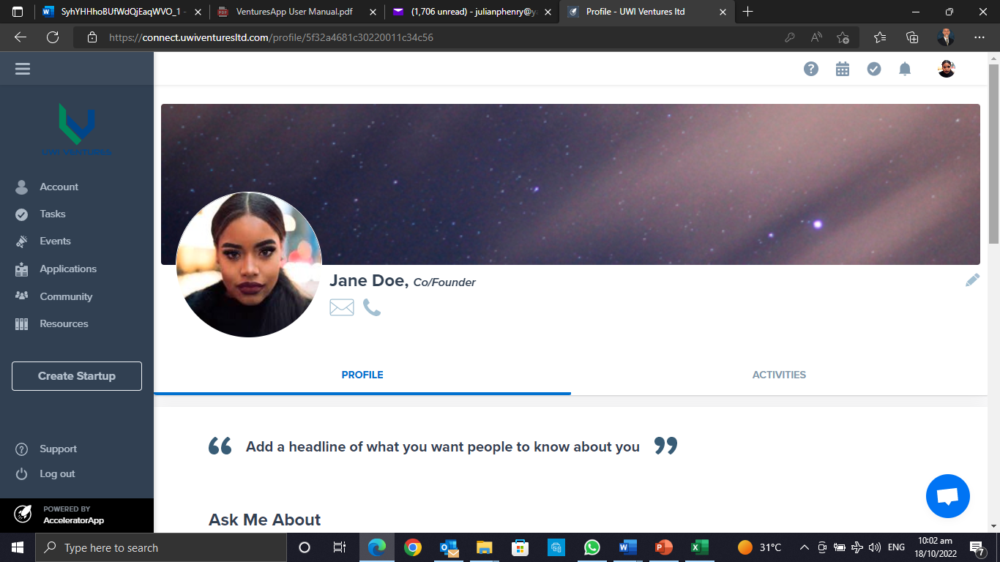 SyhYHHhoBUfWdQjEaqWVO_1 -
VenturesApp User Manual.pdf
(1,706 unread) - julianphenry@y
Profile - UWI Ventures ltd
https://connect.uwiventuresltd.com/profile/5f32a4681c30220011c34c56
UWI VENTURES
Account
Tasks
Events
Applications
Community
Resources
Create Startup
Support
Log out
POWERED BY
AcceleratorApp
Jane Doe, Co/Founder
PROFILE
ACTIVITIES
“ Add a headline of what you want people to know about you ”
Ask Me About
Type here to search
31°C
ENG
10:02 am
18/10/2022
7